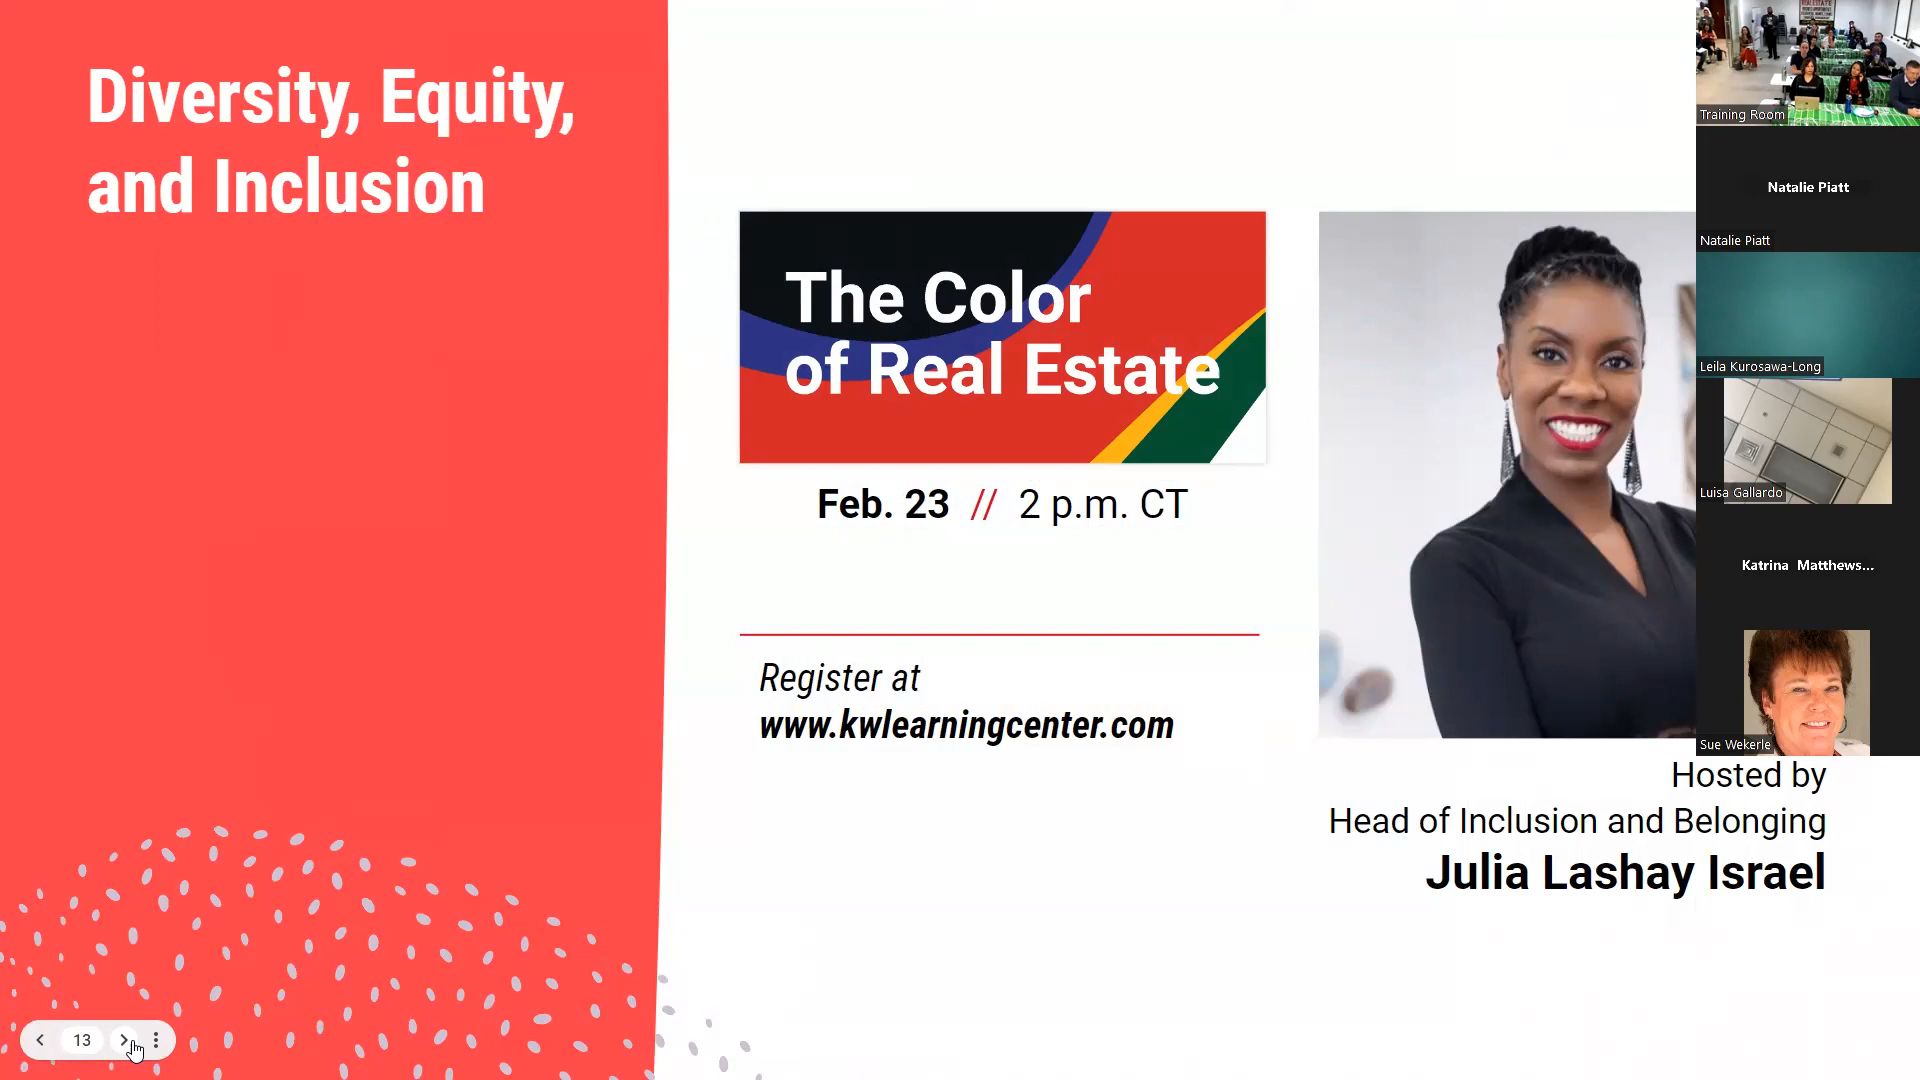 Diversity, Equity,
and Inclusion
The Color
of Real Estate
Feb. 23 // 2 p.m. CT
Register at
www.kwlearningcenter.com
Hosted by
Head of Inclusion and Belonging
Julia Lashay Israel
13
REAL ESTATE
Training Room
Natalie Piatt
Natalie Piatt
Leila Kurosawa-Long
Luisa Gallardo
Katrina Matthews...
Sue Wekerle